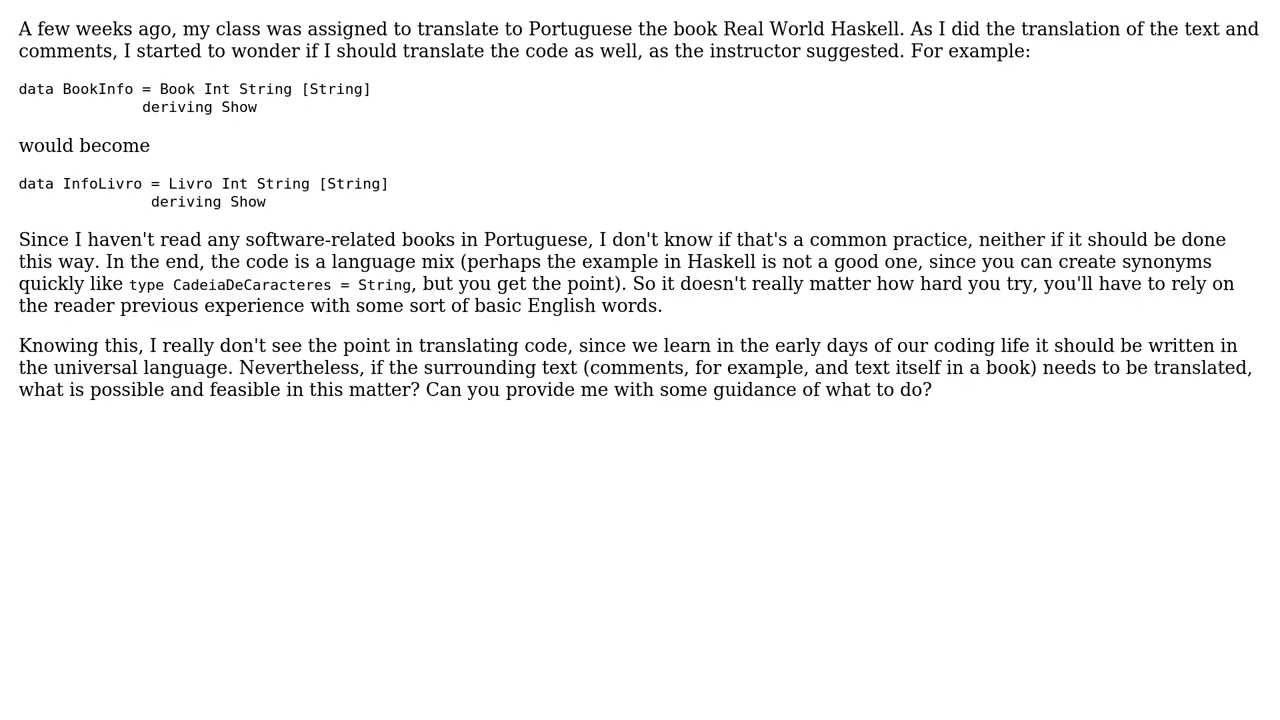 A few weeks ago, my class was assigned to translate to Portuguese the book Real World Haskell. As I did the translation of the text and
comments, I started to wonder if I should translate the code as well, as the instructor suggested. For example:
data BookInfo = Book Int String [String]
deriving Show
would become
data InfoLivro = Livro Int String [String]
deriving Show
Since I haven't read any software-related books in Portuguese, I don't know if that's a common practice, neither if it should be done
this way. In the end, the code is a language mix (perhaps the example in Haskell is not a good one, since you can create synonyms
quickly like type CadeiaDeCaracteres = String, but you get the point). So it doesn't really matter how hard you try, you'll have to rely on
the reader previous experience with some sort of basic English words.
Knowing this, I really don't see the point in translating code, since we learn in the early days of our coding life it should be written in
the universal language. Nevertheless, if the surrounding text (comments, for example, and text itself in a book) needs to be translated,
what is possible and feasible in this matter? Can you provide me with some guidance of what to do?